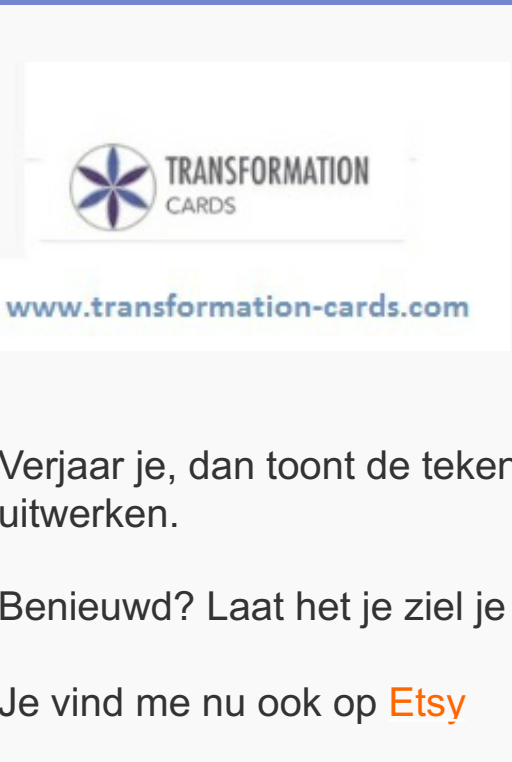 TRANSFORMATION
CARDS
www.transformation-cards.com
Verjaar je, dan toont de teken
uitwerken.
Benieuwd? Laat het je ziel je
Je vind me nu ook op Etsy